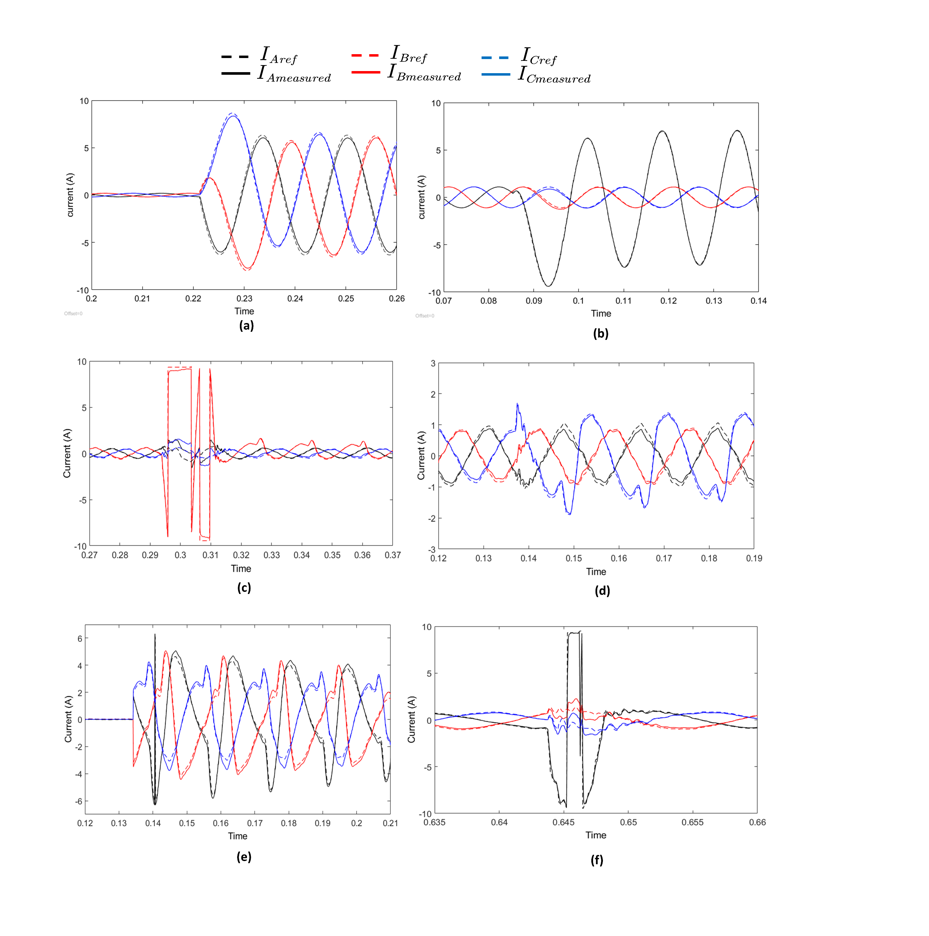 I_Aref I_Bref I_Cref
I_Ameasured I_Bmeasured I_Cmeasured
10 5 0 -5 -10
current (A)
0.2 0.21 0.22 0.23 0.24 0.25 0.26
Time
Offset=0
(a)
10 5 0 -5 -10
current (A)
0.07 0.08 0.09 0.1 0.11 0.12 0.13 0.14
Time
Offset=0
(b)
10 5 0 -5 -10
Current (A)
0.27 0.28 0.29 0.3 0.31 0.32 0.33 0.34 0.35 0.36 0.37
Time
(c)
3 2 1 0 -1 -2 -3
Current (A)
0.12 0.13 0.14 0.15 0.16 0.17 0.18 0.19
Time
(d)
6 4 2 0 -2 -4 -6
Current (A)
0.12 0.13 0.14 0.15 0.16 0.17 0.18 0.19 0.2 0.21
Time
(e)
10 5 0 -5 -10
Current (A)
0.635 0.64 0.645 0.65 0.655 0.66
Time
(f)